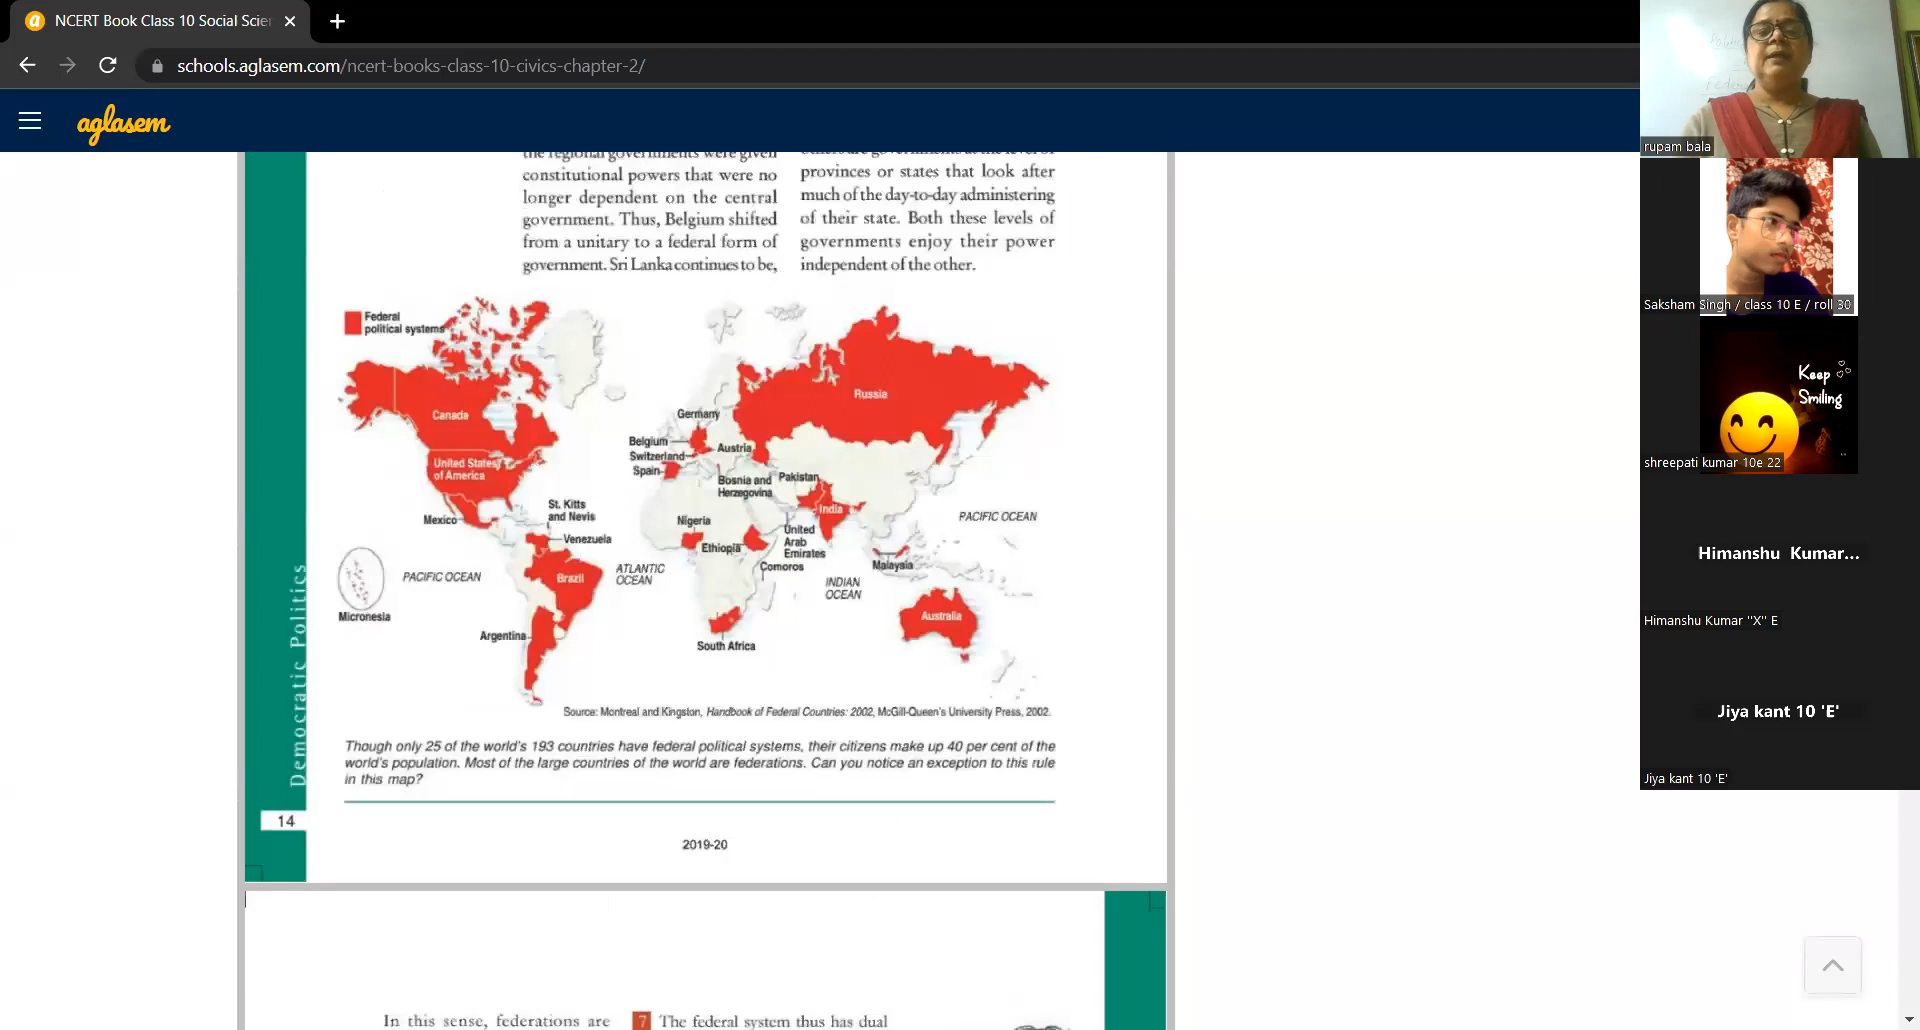 NCERT Book Class 10 Social Scie
schools.aglasem.com/ncert-books-class-10-civics-chapter-2/
aglasem
the regional governments were given
constitutional powers that were no
longer dependent on the central
government. Thus, Belgium shifted
from a unitary to a federal form of
government. Sri Lanka continues to be,
provinces or states that look after
much of the day-to-day administering
of their state. Both these levels of
governments enjoy their power
independent of the other.
Federal
political systems
Canada
United States
of America
Mexico
St. Kitts
and Nevis
Venezuela
Brazil
Argentina
Micronesia
PACIFIC OCEAN
ATLANTIC
OCEAN
Germany
Belgium
Switzerland
Spain
Austria
Bosnia and
Herzegovina
Pakistan
India
Russia
Nigeria
Ethiopia
United
Arab
Emirates
Comoros
Malaysia
INDIAN
OCEAN
PACIFIC OCEAN
Australia
South Africa
Source: Montreal and Kingston, Handbook of Federal Countries: 2002, McGill-Queen's University Press, 2002.
Though only 25 of the world's 193 countries have federal political systems, their citizens make up 40 per cent of the
world's population. Most of the large countries of the world are federations. Can you notice an exception to this rule
in this map?
Democratic Politics
14
2019-20
In this sense, federations are
7 The federal system thus has dual
rupam bala
Saksham Singh / class 10 E / roll 30
Keep
Smiling
shreepati kumar 10e 22
Himanshu Kumar...
Himanshu Kumar "X" E
Jiya kant 10 'E'
Jiya kant 10 'E'